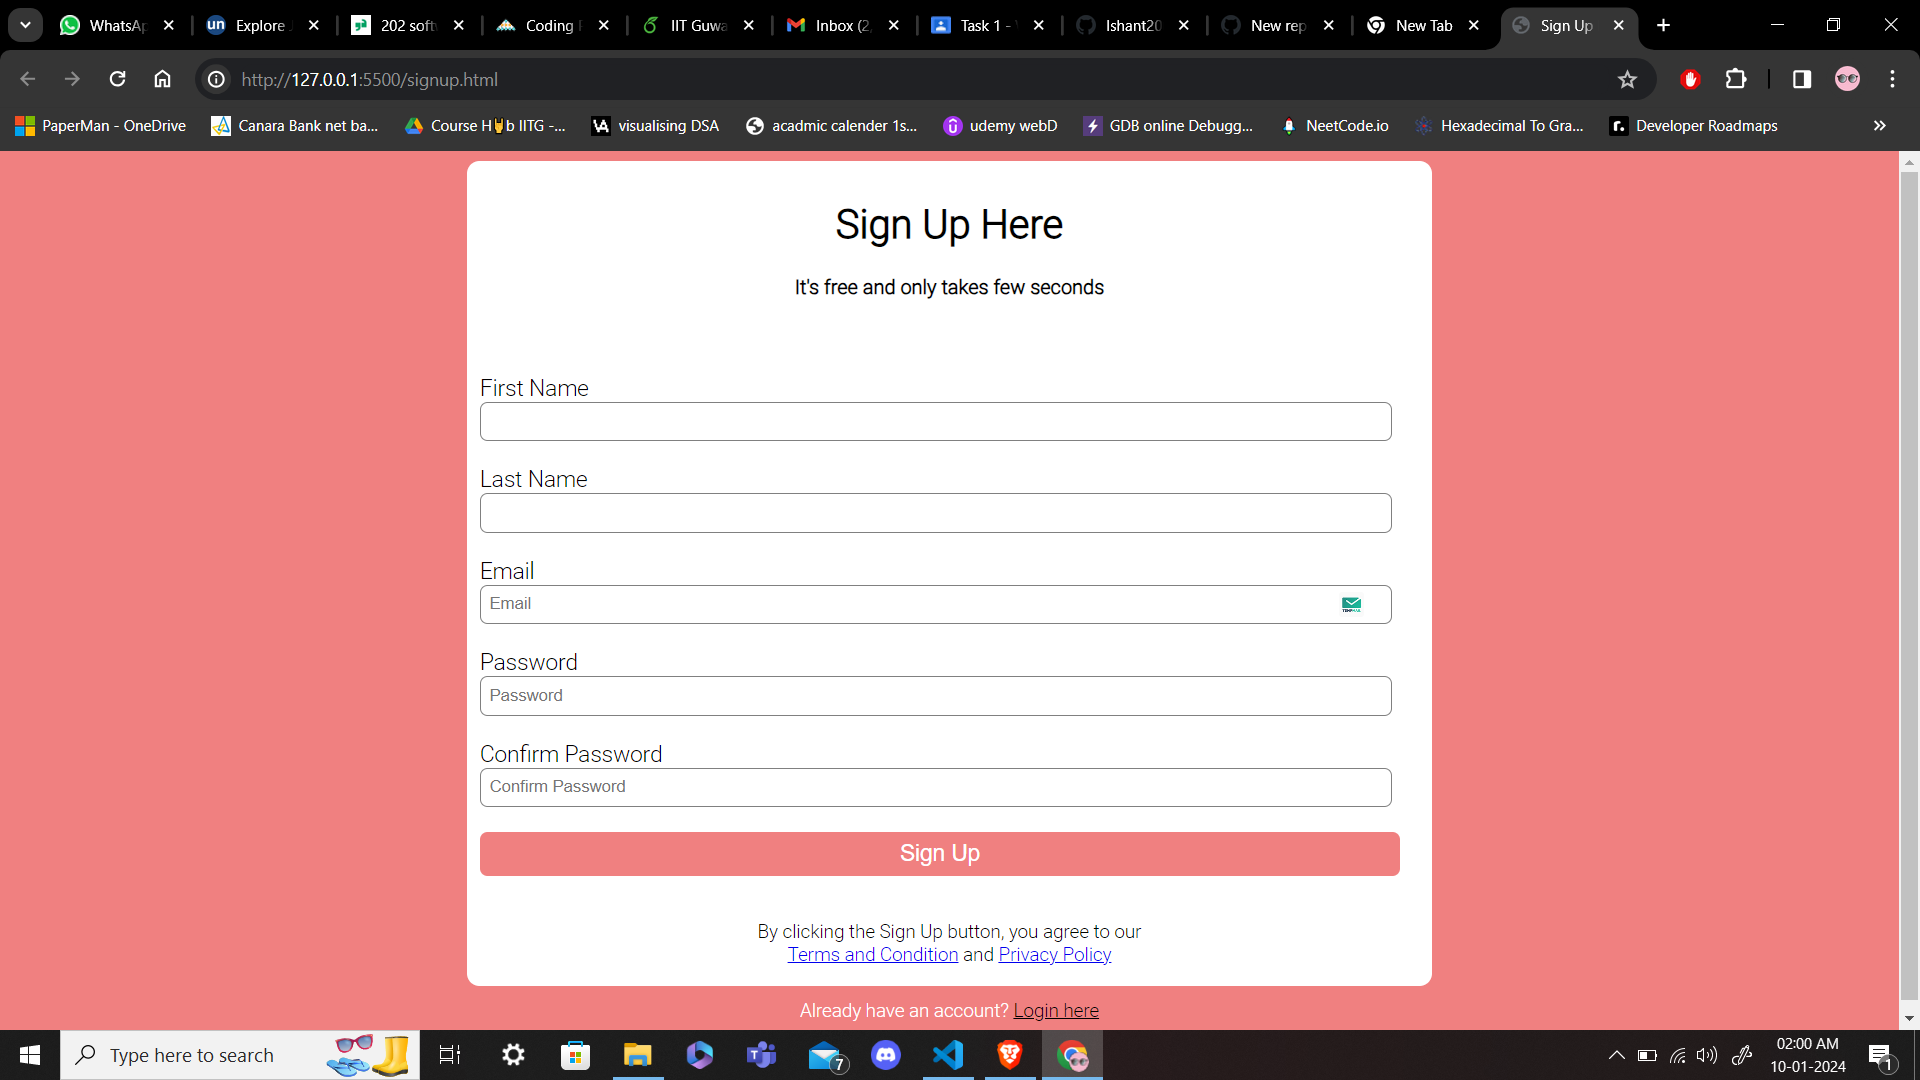 WhatsAp
un Explore J
202 soft
Coding P
IIT Guwa
Inbox (2,
Task 1 -
Ishant20
New rep
New Tab
Sign Up
http://127.0.0.1:5500/signup.html
PaperMan - OneDrive
Canara Bank net ba...
Course H b IITG -...
VA visualising DSA
acadmic calender 1s...
udemy webD
GDB online Debugg...
NeetCode.io
Hexadecimal To Gra...
r. Developer Roadmaps
Sign Up Here
It's free and only takes few seconds
First Name
Last Name
Email
Email
Password
Password
Confirm Password
Confirm Password
Sign Up
By clicking the Sign Up button, you agree to our
Terms and Condition and Privacy Policy
Already have an account? Login here
Type here to search
7
02:00 AM
10-01-2024
1